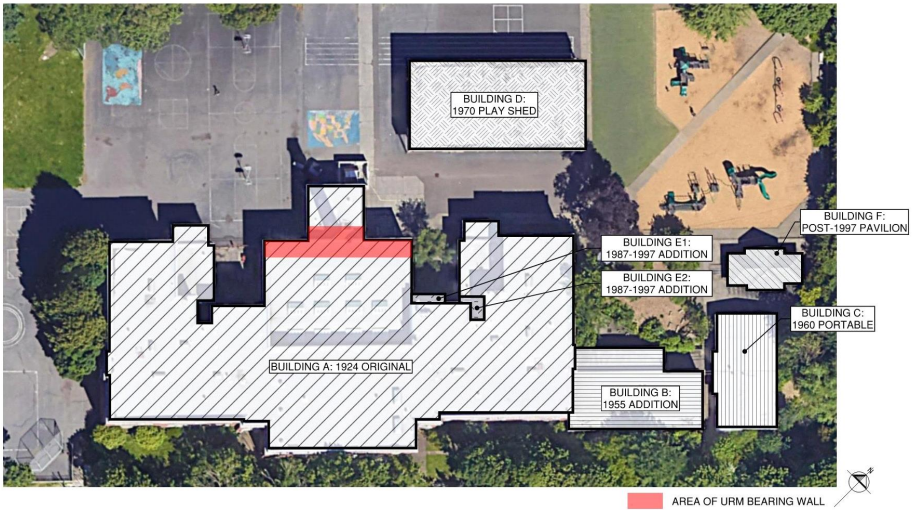 BUILDING D:
1970 PLAY SHED
BUILDING F:
POST-1997 PAVILION
BUILDING E1:
1987-1997 ADDITION
BUILDING E2:
1987-1997 ADDITION
BUILDING C:
1960 PORTABLE
BUILDING A: 1924 ORIGINAL
BUILDING B:
1955 ADDITION
N
AREA OF URM BEARING WALL